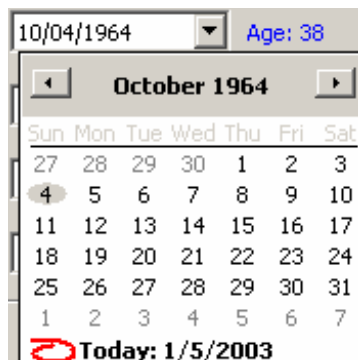 10/04/1964 Age: 38
October 1964
Sun Mon Tue Wed Thu Fri Sat
27 28 29 30 1 2 3
4 5 6 7 8 9 10
11 12 13 14 15 16 17
18 19 20 21 22 23 24
25 26 27 28 29 30 31
1 2 3 4 5 6 7
Today: 1/5/2003